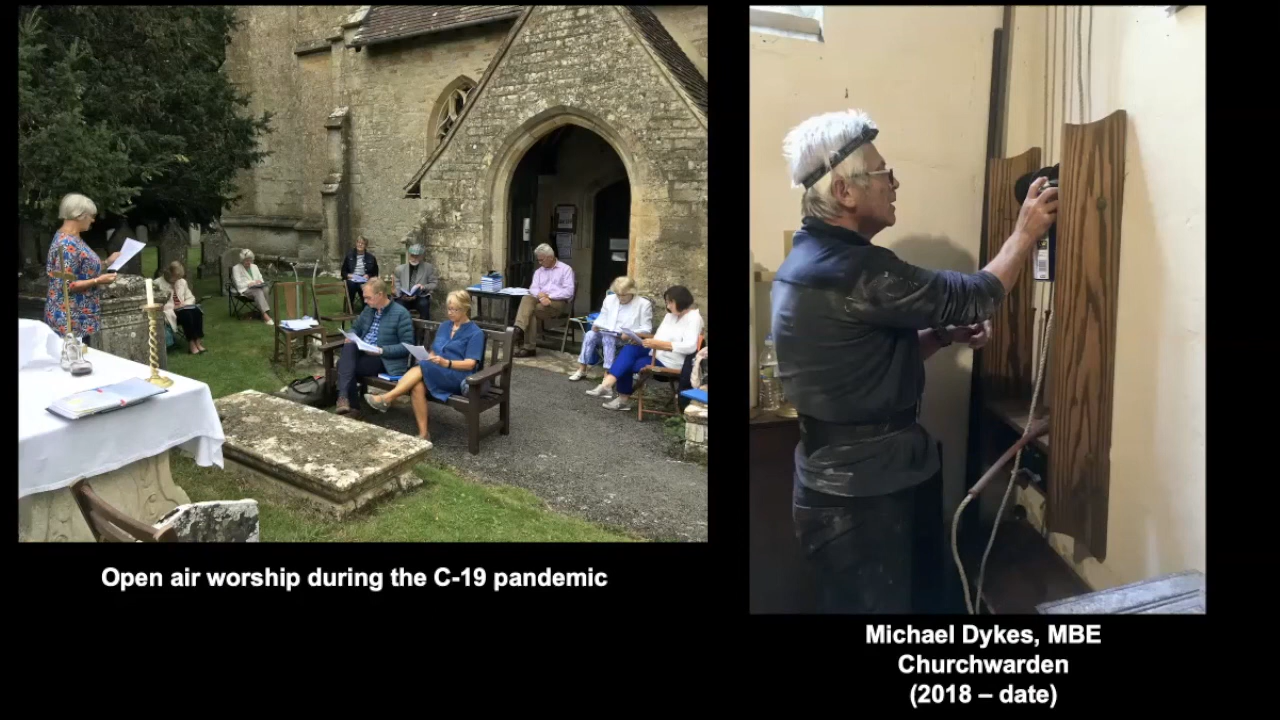 Open air worship during the C-19 pandemic
Michael Dykes, MBE
Churchwarden
(2018 – date)